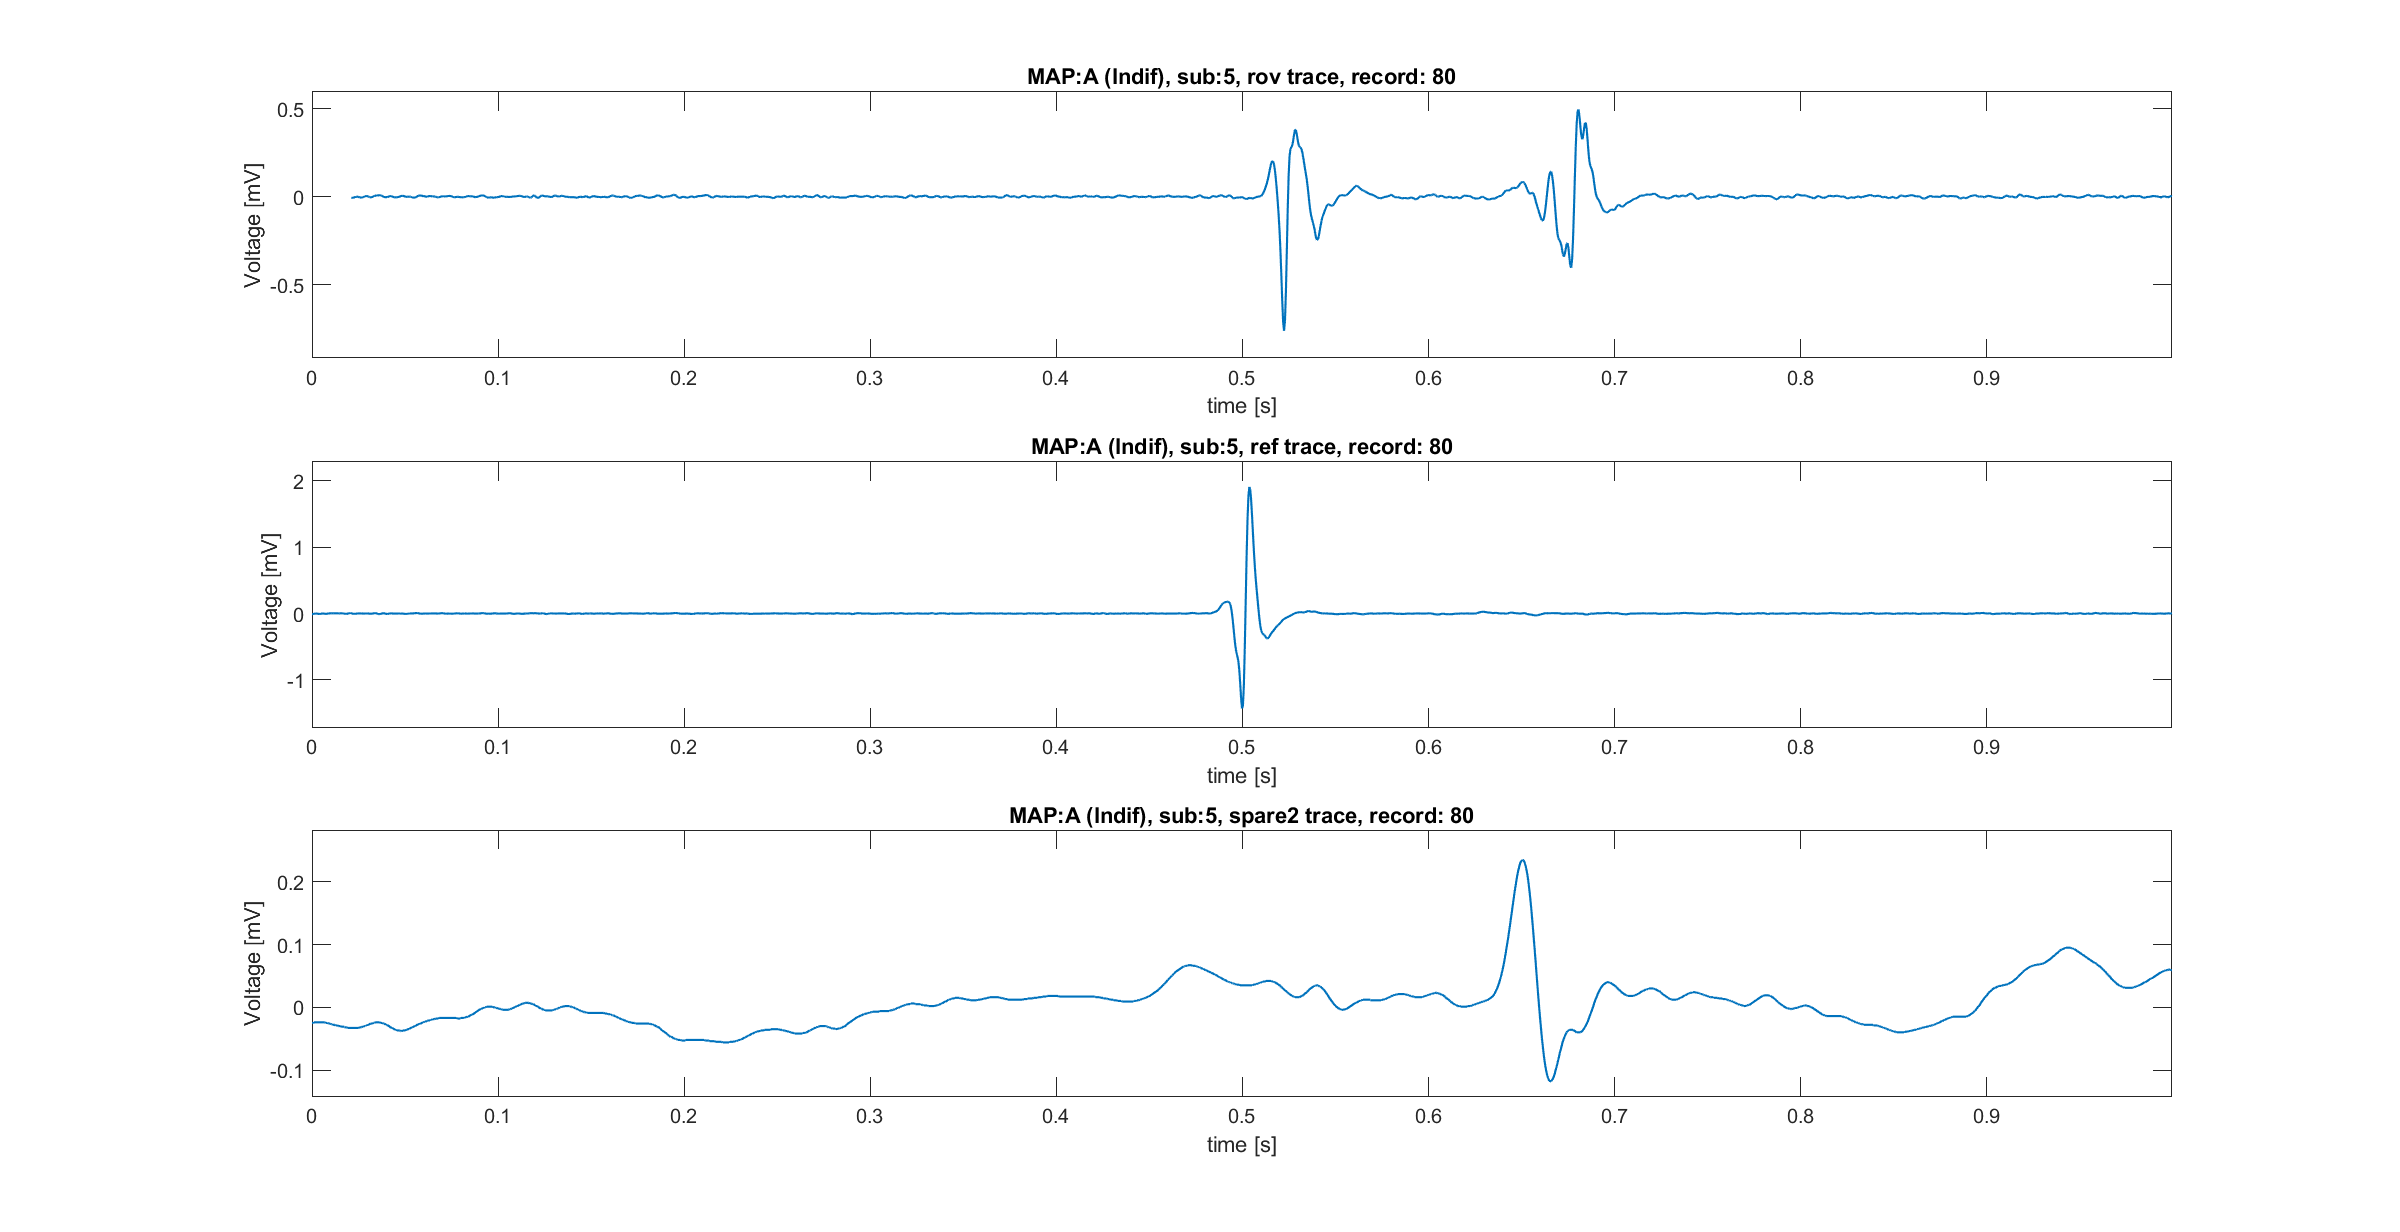 MAP:A (Indif), sub:5, rov trace, record: 80
0.5
0
-0.5
Voltage [mV]
0 0.1 0.2 0.3 0.4 0.5 0.6 0.7 0.8 0.9
time [s]
MAP:A (Indif), sub:5, ref trace, record: 80
2
1
0
-1
Voltage [mV]
0 0.1 0.2 0.3 0.4 0.5 0.6 0.7 0.8 0.9
time [s]
MAP:A (Indif), sub:5, spare2 trace, record: 80
0.2
0.1
0
-0.1
Voltage [mV]
0 0.1 0.2 0.3 0.4 0.5 0.6 0.7 0.8 0.9
time [s]